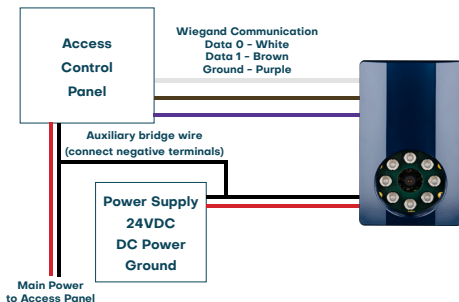 Access
Control
Panel
Wiegand Communication
Data 0 - White
Data 1 - Brown
Ground - Purple
Auxiliary bridge wire
(connect negative terminals)
Power Supply
24VDC
DC Power
Ground
Main Power
to Access Panel